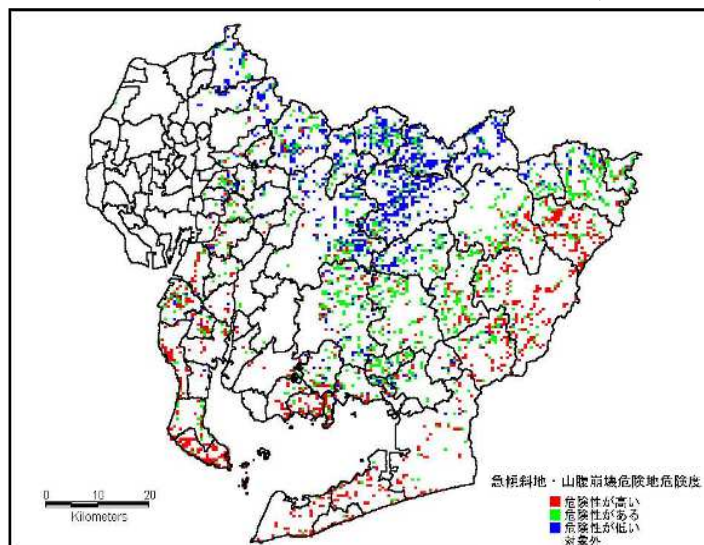 急傾斜地・山腹崩壊危険地危険度
危険性が高い
危険性がある
危険性が低い
対象外
0 10 20
Kilometers